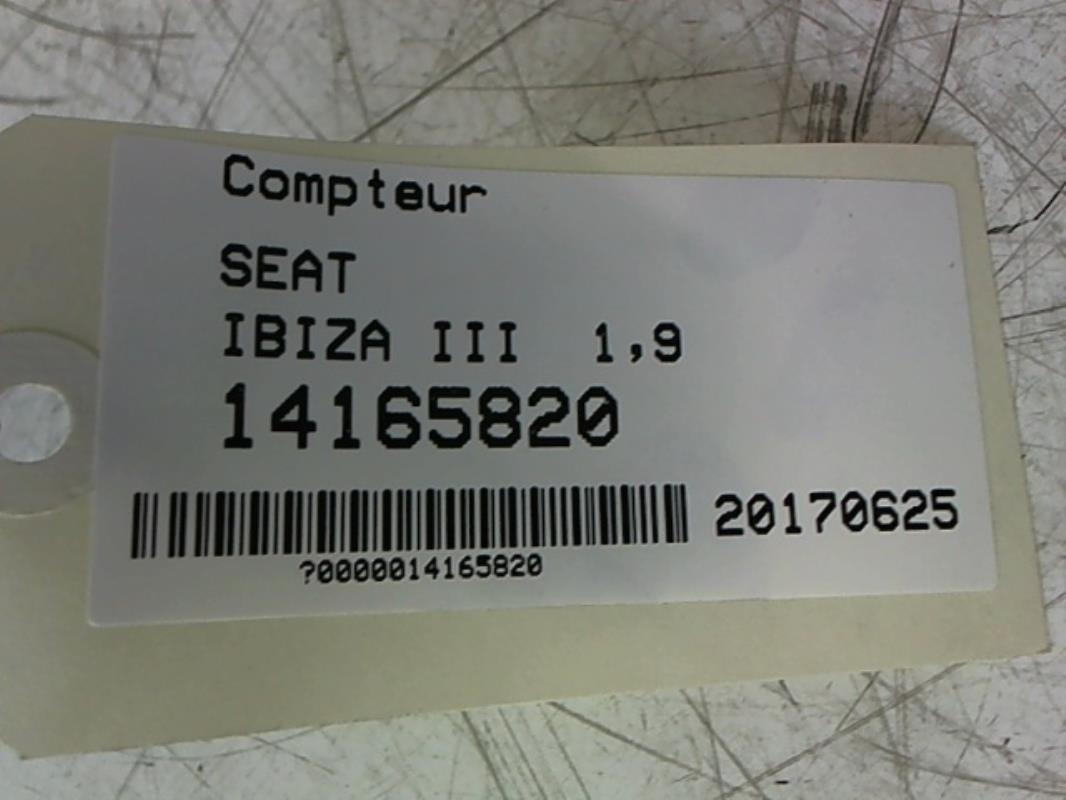 Compteur
SEAT
IBIZA III 1,9
14165820
20170625
?0000014165820